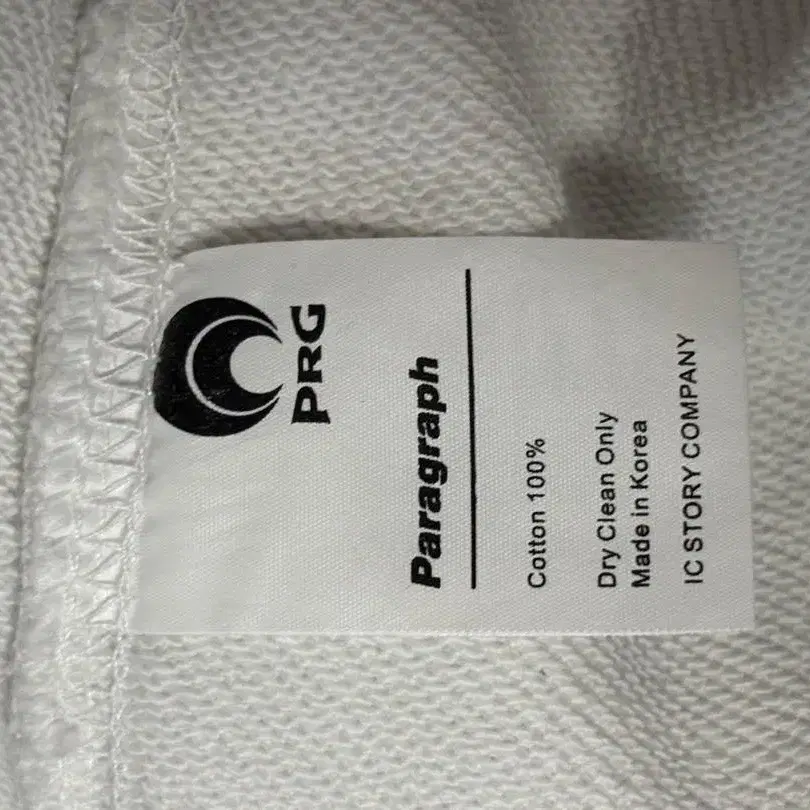 PRG
Paragraph
Cotton 100%
Dry Clean Only
Made in Korea
IC STORY COMPANY